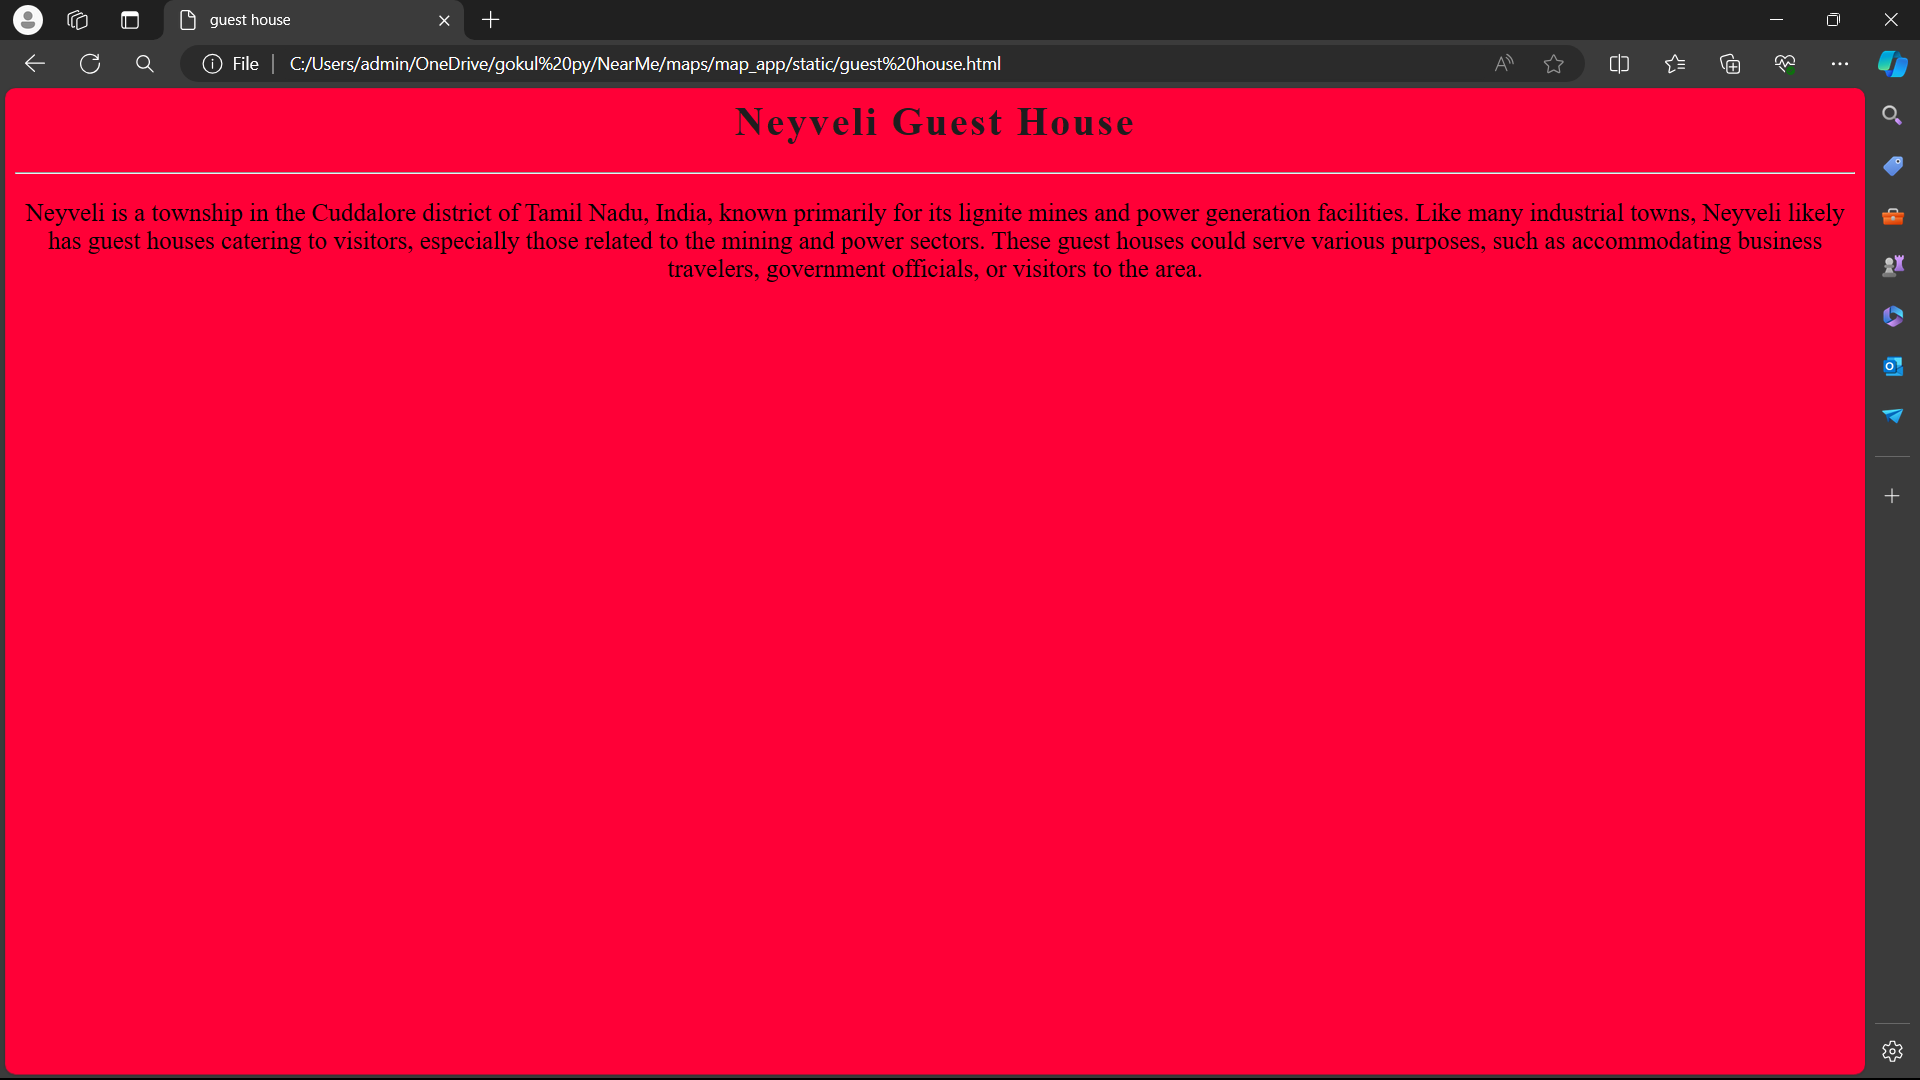 guest house
File
C:/Users/admin/OneDrive/gokul%20py/NearMe/maps/map_app/static/guest%20house.html
Neyveli Guest House
Neyveli is a township in the Cuddalore district of Tamil Nadu, India, known primarily for its lignite mines and power generation facilities. Like many industrial towns, Neyveli likely
has guest houses catering to visitors, especially those related to the mining and power sectors. These guest houses could serve various purposes, such as accommodating business
travelers, government officials, or visitors to the area.